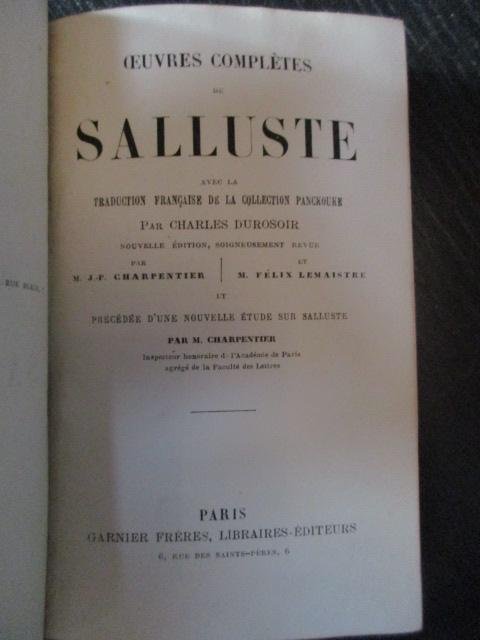 ŒUVRES COMPLÈTES
DE
SALLUSTE
AVEC LA
TRADUCTION FRANÇAISE DE LA COLLECTION PANCKOUKE
PAR CHARLES DUROSOIR
NOUVELLE ÉDITION, SOIGNEUSEMENT REVUE
PAR
M. J.-P. CHARPENTIER
ET
M. FÉLIX LEMAISTRE
ET
PRÉCÉDÉE D'UNE NOUVELLE ÉTUDE SUR SALLUSTE
PAR M. CHARPENTIER
Inspecteur honoraire de l'Académie de Paris
agrégé de la Faculté des Lettres
PARIS
GARNIER FRÈRES, LIBRAIRES-ÉDITEURS
6, RUE DES SAINTS-PÈRES, 6
RUE